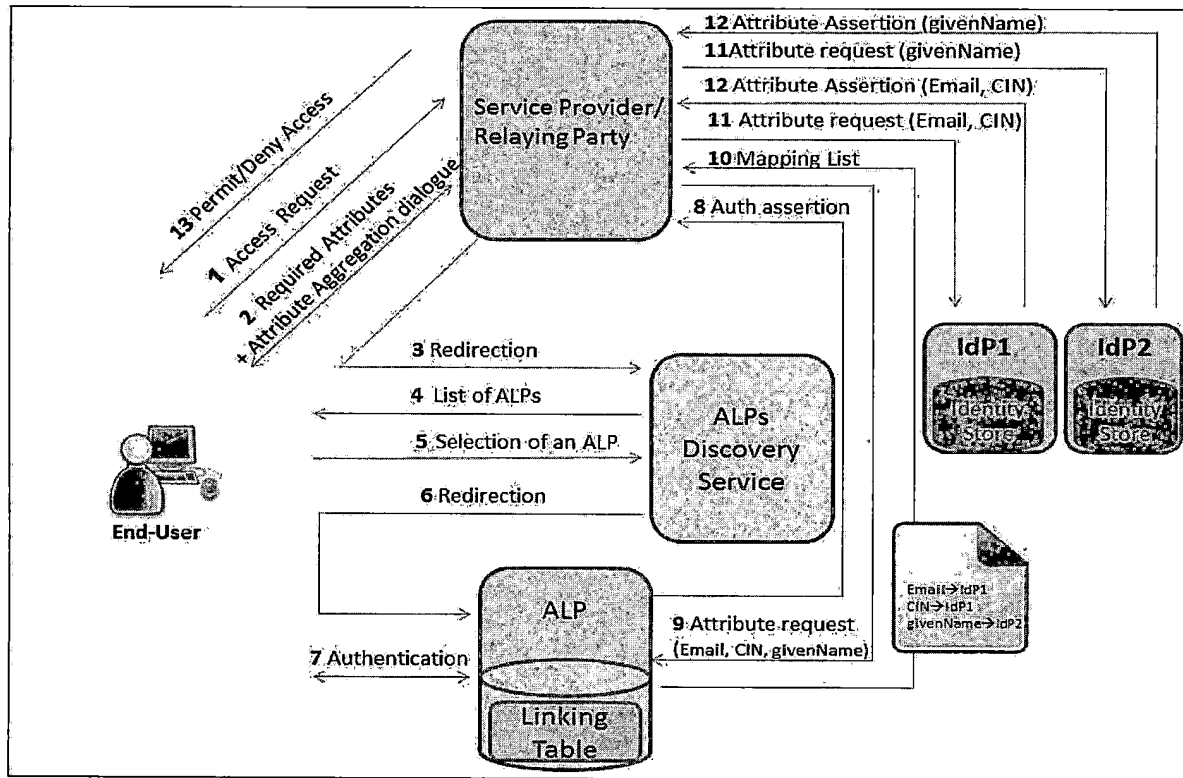 12 Attribute Assertion (givenName)
11Attribute request (givenName)
12 Attribute Assertion (Email, CIN)
11 Attribute request (Email, CIN)
10 Mapping List
8 Auth assertion
Service Provider/
Relaying Party
13 Permit/Deny Access
1 Access Request
2 Required Attributes
+ Attribute Aggregation dialogue
3 Redirection
4 List of ALPs
5 Selection of an ALP
6 Redirection
ALPs
Discovery
Service
IdP1
Identity
Store
IdP2
Identity
Store
End-User
ALP
7 Authentication
Linking
Table
9 Attribute request
(Email, CIN, givenName)
Email→IdP1
CIN→IdP1
givenName→IdP2